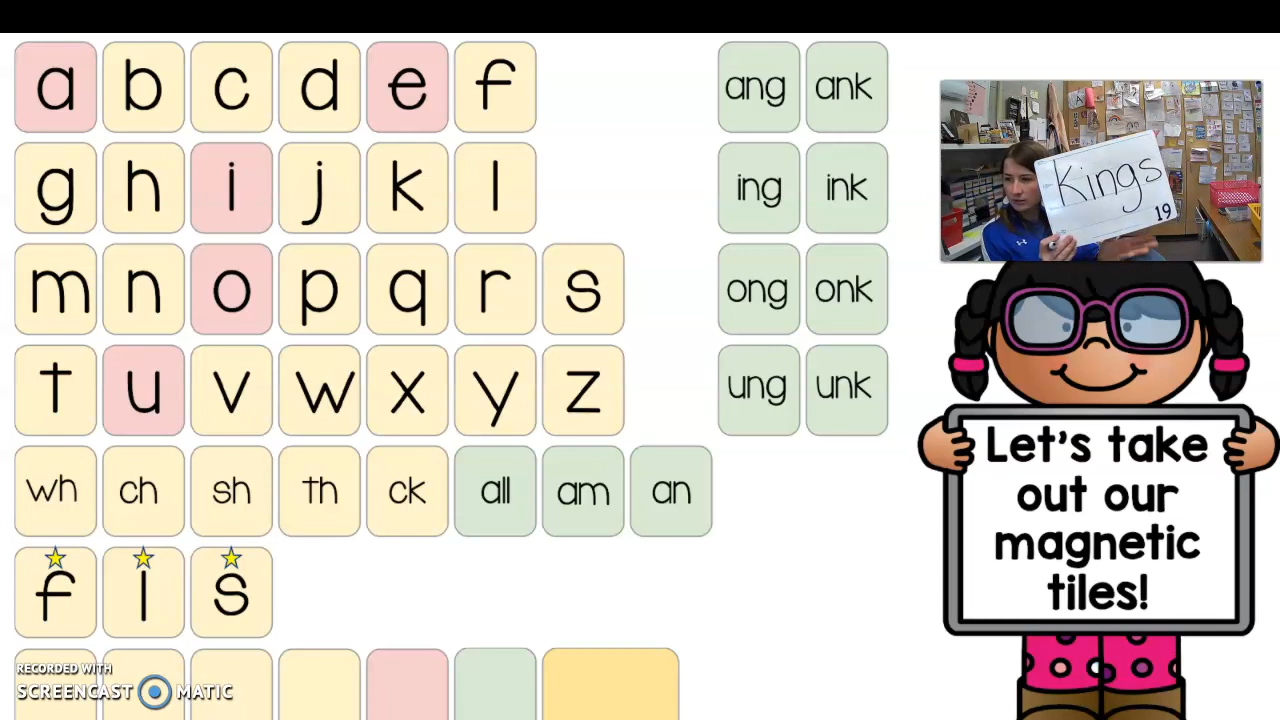 a b c d e f
ang ank
g h i j k l
ing ink
m n o p q r s
ong onk
t u v w x y z
ung unk
wh ch sh th ck all am an
f l s
Kings
19
Let's take
out our
magnetic
tiles!
RECORDED WITH
SCREENCAST MATIC